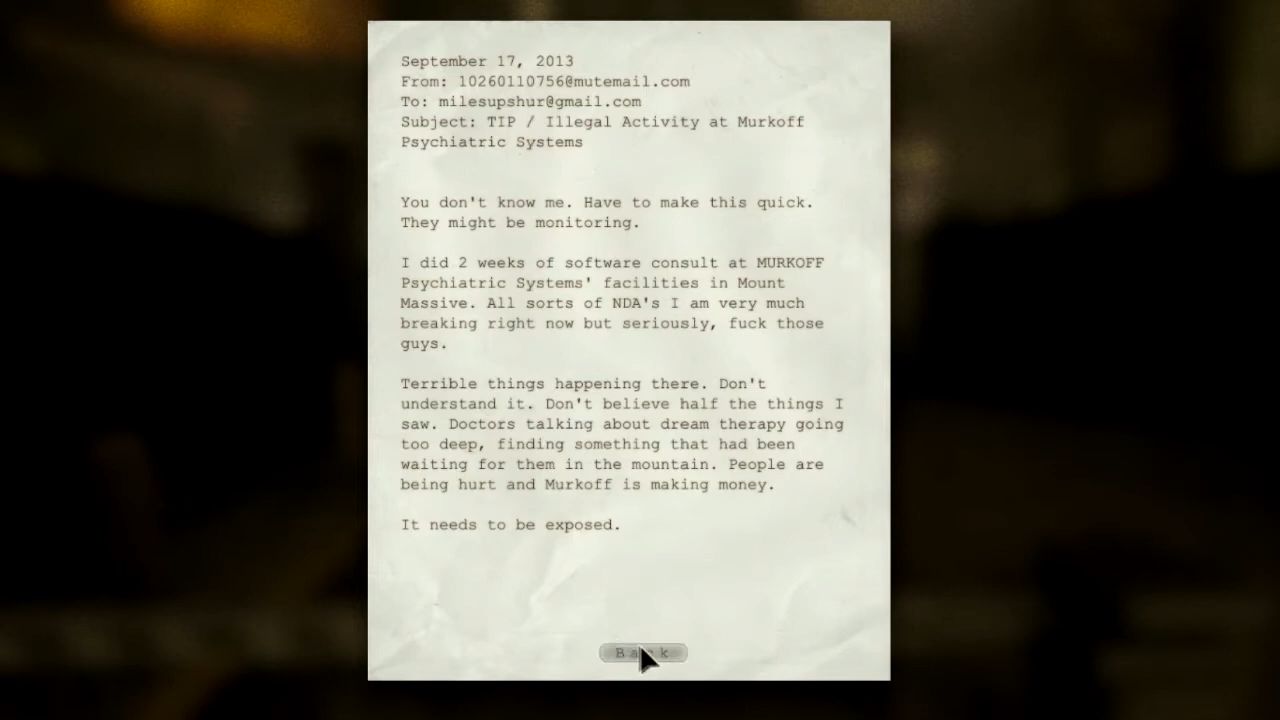 September 17, 2013
From: 10260110756@mutemail.com
To: milesupshur@gmail.com
Subject: TIP / Illegal Activity at Murkoff
Psychiatric Systems
You don't know me. Have to make this quick.
They might be monitoring.
I did 2 weeks of software consult at MURKOFF
Psychiatric Systems' facilities in Mount
Massive. All sorts of NDA's I am very much
breaking right now but seriously, fuck those
guys.
Terrible things happening there. Don't
understand it. Don't believe half the things I
saw. Doctors talking about dream therapy going
too deep, finding something that had been
waiting for them in the mountain. People are
being hurt and Murkoff is making money.
It needs to be exposed.
Back